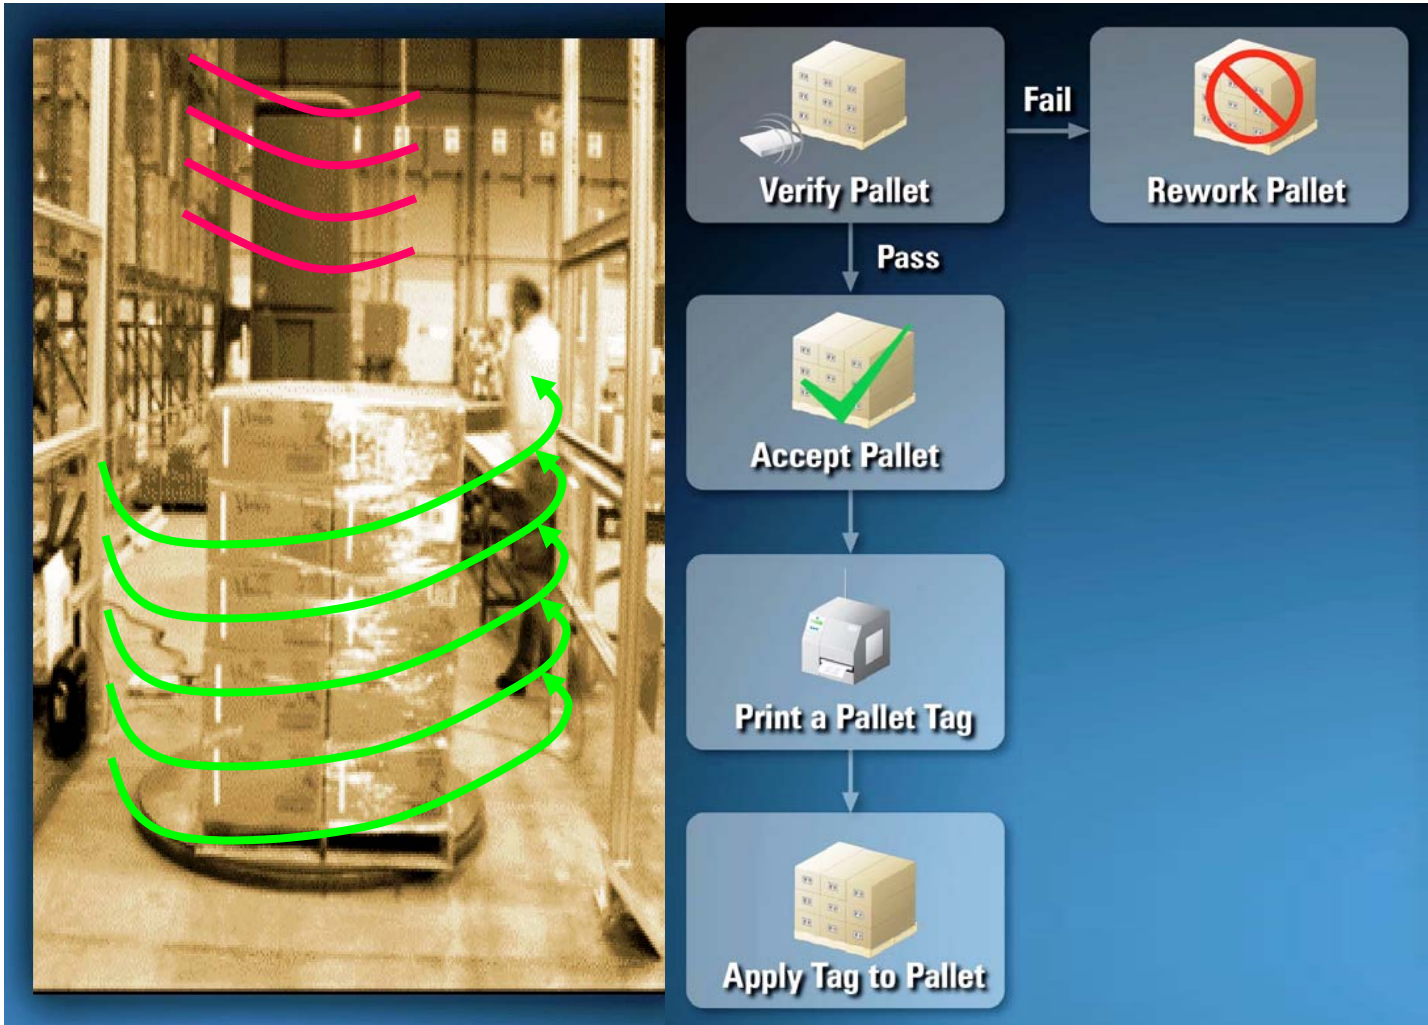 Verify Pallet
Fail
Rework Pallet
Pass
Accept Pallet
Print a Pallet Tag
Apply Tag to Pallet